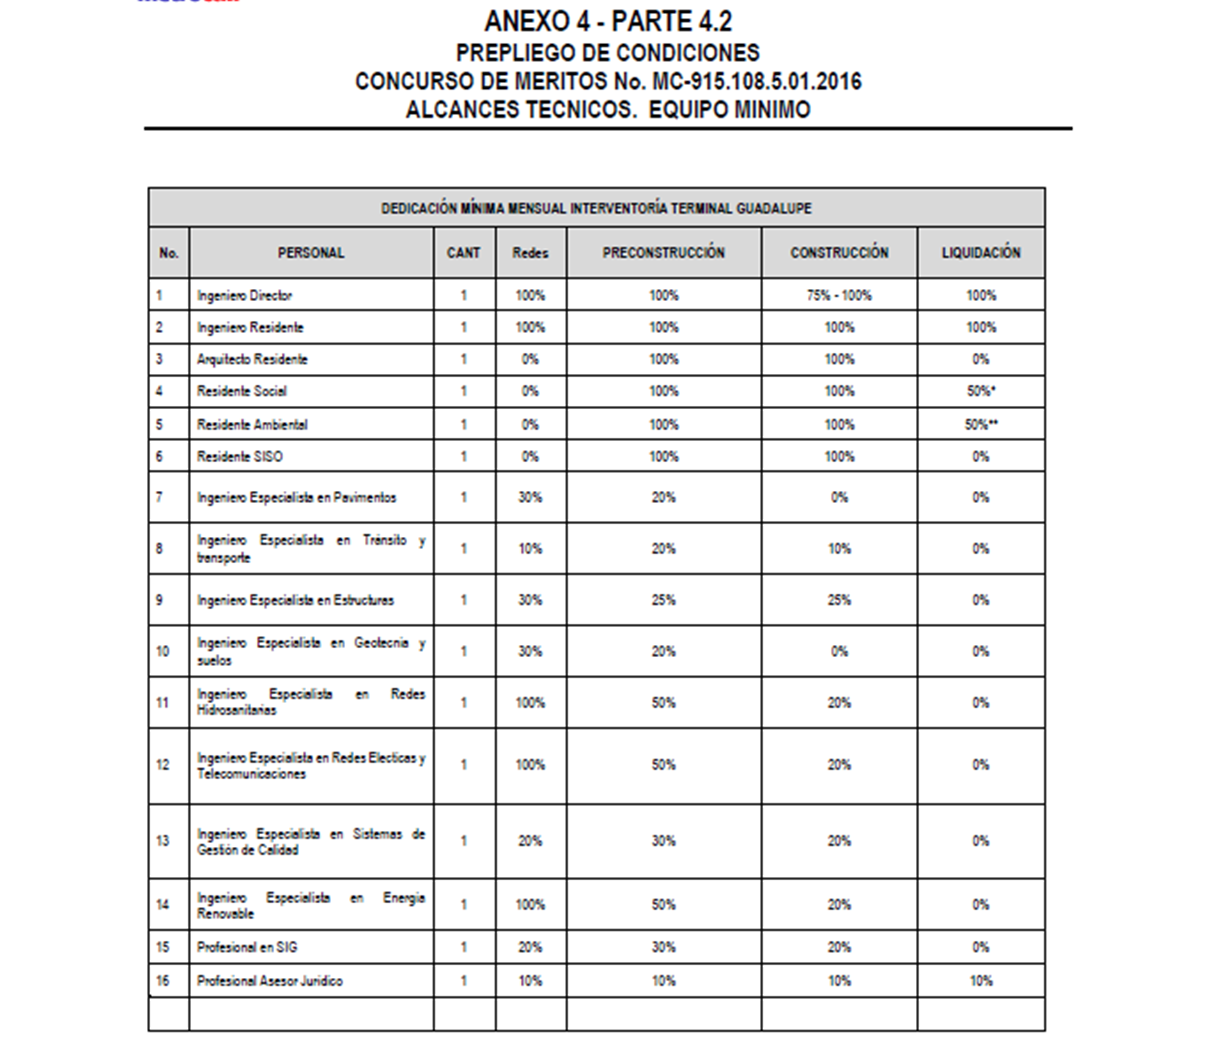 ANEXO 4 - PARTE 4.2
PREPLIEGO DE CONDICIONES
CONCURSO DE MERITOS No. MC-915.108.5.01.2016
ALCANCES TECNICOS. EQUIPO MINIMO
DEDICACIÓN MÍNIMA MENSUAL INTERVENTORÍA TERMINAL GUADALUPE
No. PERSONAL CANT Redes PRECONSTRUCCIÓN CONSTRUCCIÓN LIQUIDACIÓN
1 Ingeniero Director 1 100% 100% 75% - 100% 100%
2 Ingeniero Residente 1 100% 100% 100% 100%
3 Arquitecto Residente 1 0% 100% 100% 0%
4 Residente Social 1 0% 100% 100% 50%*
5 Residente Ambiental 1 0% 100% 100% 50%**
6 Residente SISO 1 0% 100% 100% 0%
7 Ingeniero Especialista en Pavimentos 1 30% 20% 0% 0%
8 Ingeniero Especialista en Tránsito y
transporte 1 10% 20% 10% 0%
9 Ingeniero Especialista en Estructuras 1 30% 25% 25% 0%
10 Ingeniero Especialista en Geotecnia y
suelos 1 30% 20% 0% 0%
11 Ingeniero Especialista en Redes
Hidrosanitarias 1 100% 50% 20% 0%
12 Ingeniero Especialista en Redes Electicas y
Telecomunicaciones 1 100% 50% 20% 0%
13 Ingeniero Especialista en Sistemas de
Gestión de Calidad 1 20% 30% 20% 0%
14 Ingeniero Especialista en Energia
Renovable 1 100% 50% 20% 0%
15 Profesional en SIG 1 20% 30% 20% 0%
16 Profesional Asesor Juridico 1 10% 10% 10% 10%